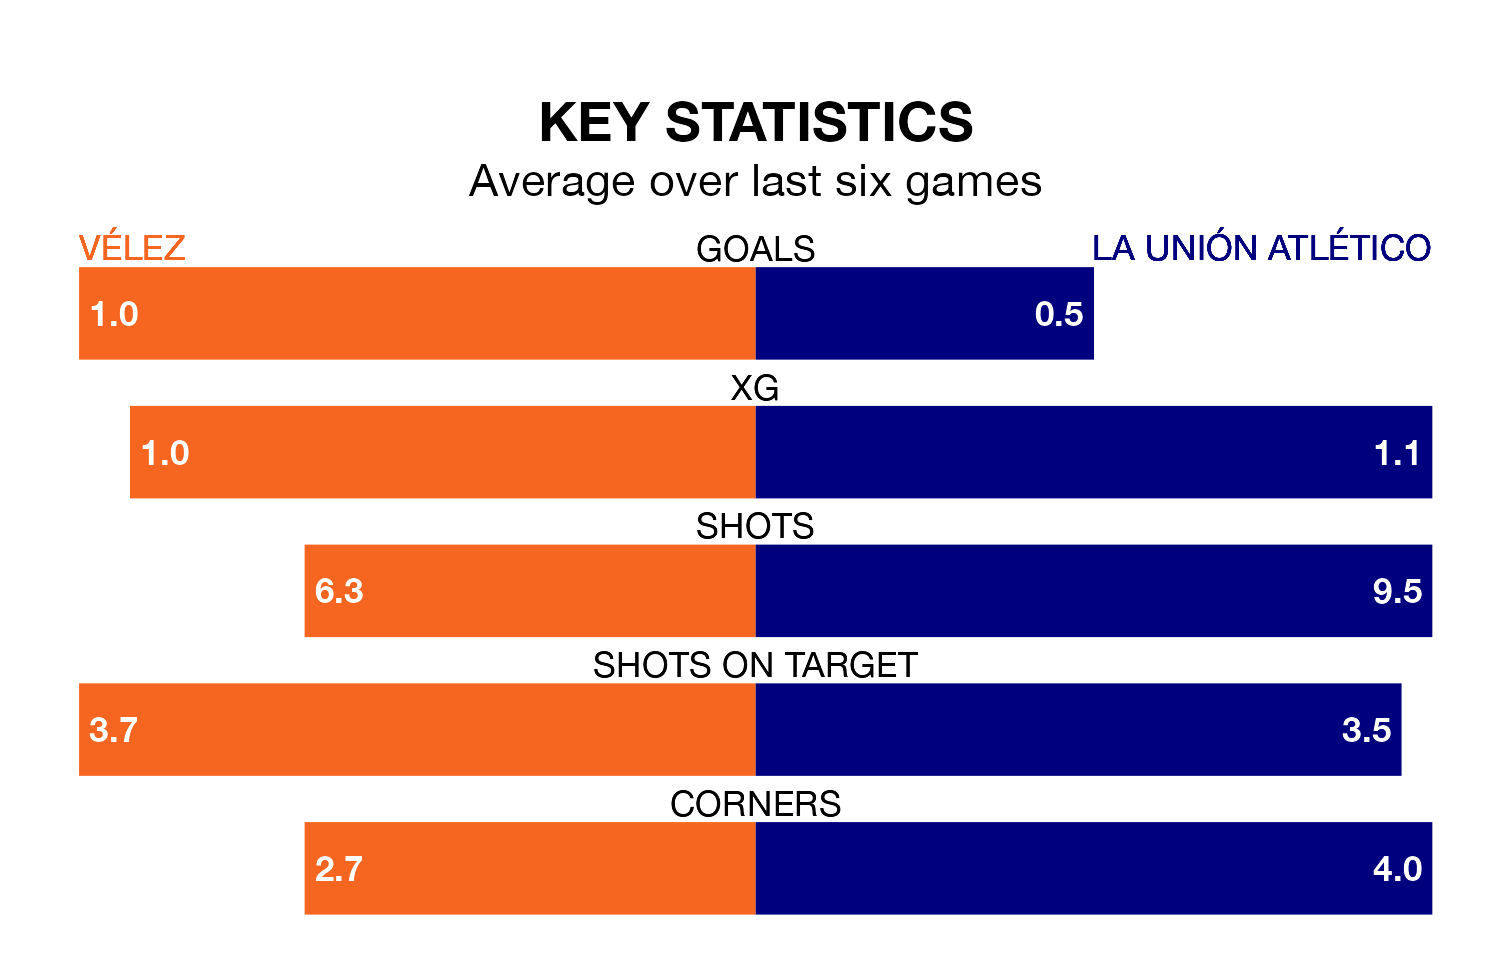 KEY STATISTICS
Average over last six games
VÉLEZ GOALS LA UNIÓN ATLÉTICO
1.0 0.5
XG
1.0 1.1
SHOTS
6.3 9.5
SHOTS ON TARGET
3.7 3.5
CORNERS
2.7 4.0